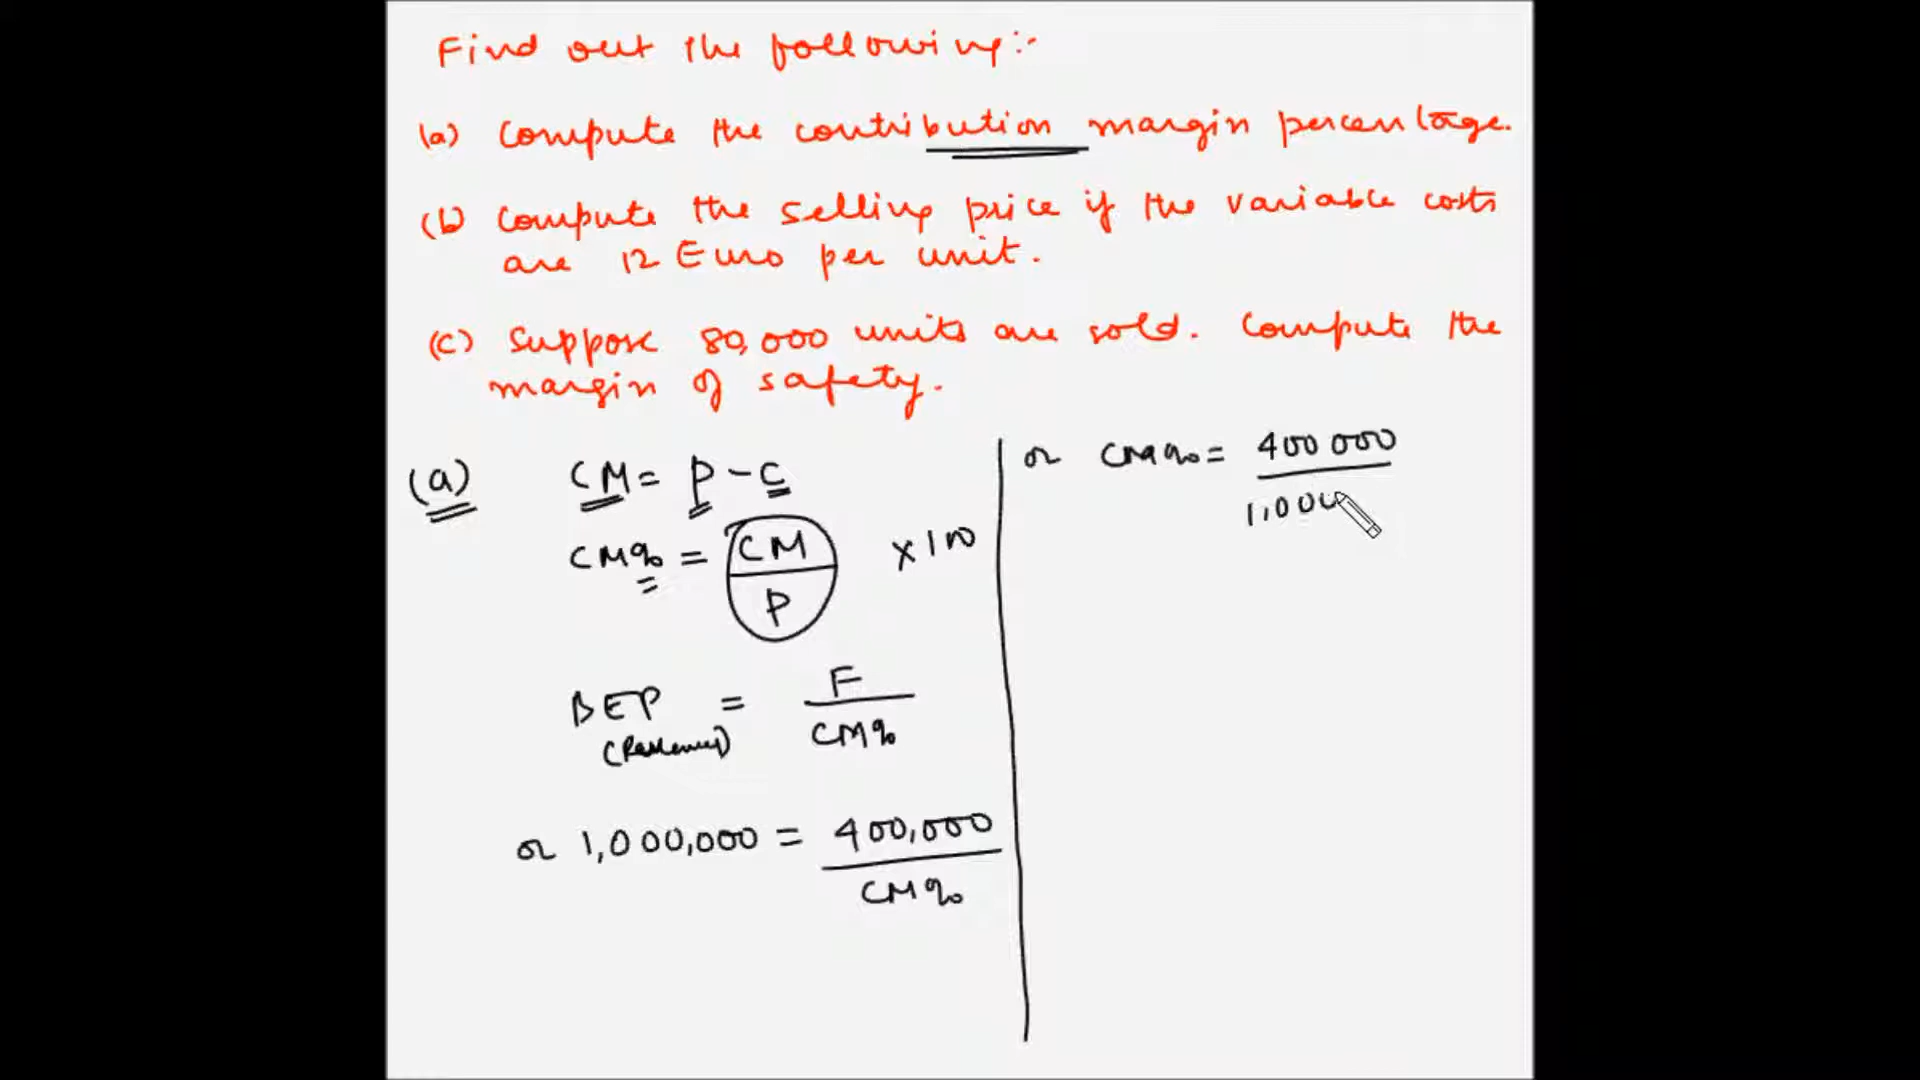 Find out the following:-
(a) Compute the contribution margin percentage.
(b) Compute the selling price if the variable costs
are 12 Euro per unit.
(c) Suppose 80,000 units are sold. Compute the
margin of safety.
(a) CM = P - C
CM% = CM / P × 100
BEP = F / CM%
(Revenues)
or 1,000,000 = 400,000 / CM%
or CM% = 400 000
1,000